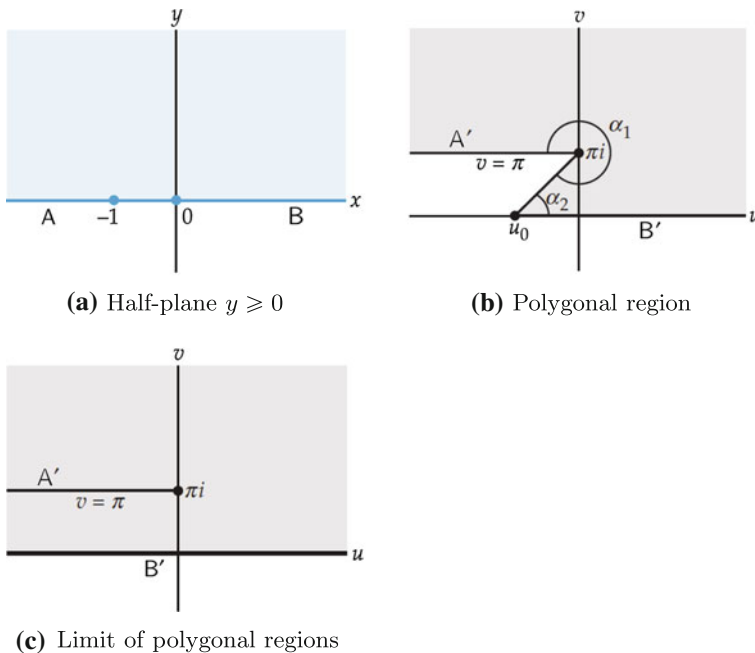 y
x
A
−1
0
B
(a) Half-plane y ⩾ 0
v
α₁
A′
πi
v = π
α₂
u₀
B′
u
(b) Polygonal region
v
A′
πi
v = π
u
B′
(c) Limit of polygonal regions